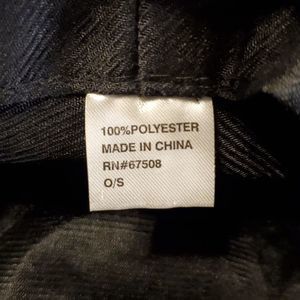 100%POLYESTER
MADE IN CHINA
RN#67508
O/S